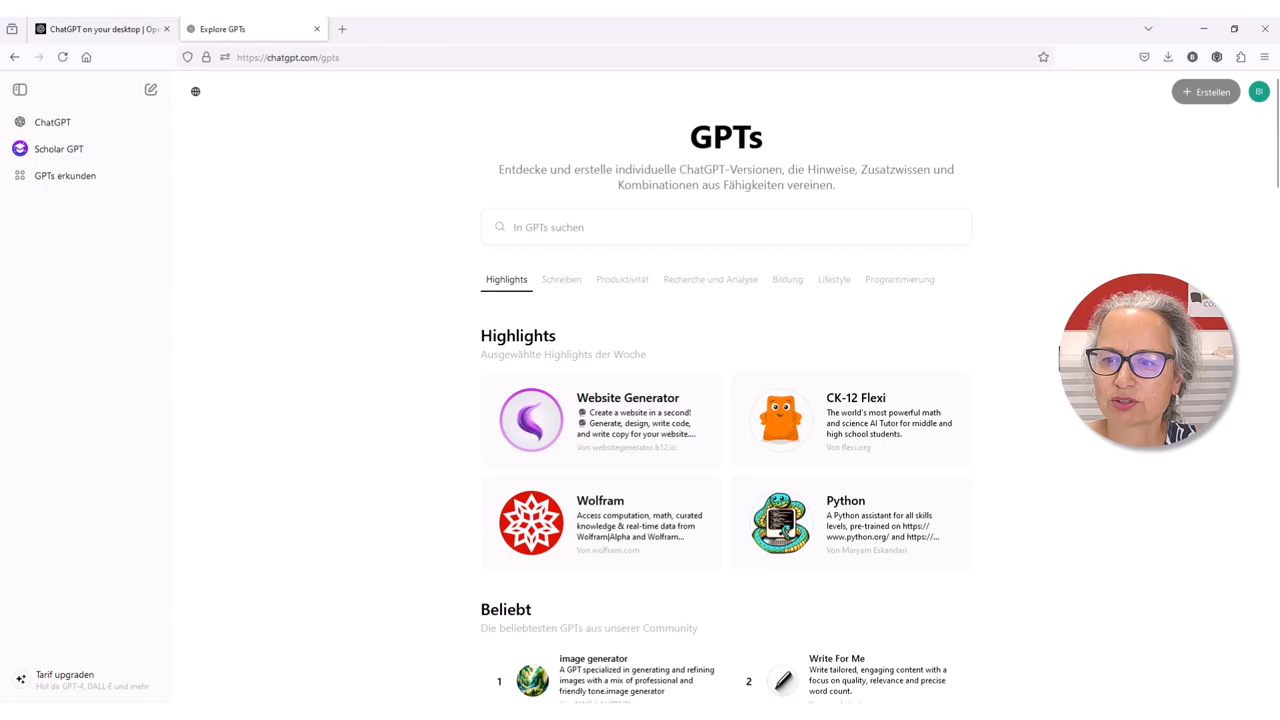 ChatGPT on your desktop | Ope
Explore GPTs
https://chatgpt.com/gpts
ChatGPT
Scholar GPT
GPTs erkunden
Erstellen
BI
GPTs
Entdecke und erstelle individuelle ChatGPT-Versionen, die Hinweise, Zusatzwissen und
Kombinationen aus Fähigkeiten vereinen.
In GPTs suchen
Highlights Schreiben Produktivität Recherche und Analyse Bildung Lifestyle Programmierung
Highlights
Ausgewählte Highlights der Woche
Website Generator
Create a website in a second!
Generate, design, write code,
and write copy for your website....
Von websitegenerator.b12.io
CK-12 Flexi
The world's most powerful math
and science AI Tutor for middle and
high school students.
Von flexi.org
Wolfram
Access computation, math, curated
knowledge & real-time data from
Wolfram|Alpha and Wolfram...
Von wolfram.com
Python
A Python assistant for all skills
levels, pre-trained on https://
www.python.org/ and https://...
Von Maryam Eskandari
Beliebt
Die beliebtesten GPTs aus unserer Community
1
image generator
A GPT specialized in generating and refining
images with a mix of professional and
friendly tone.image generator
2
Write For Me
Write tailored, engaging content with a
focus on quality, relevance and precise
word count.
Tarif upgraden
Hol dir GPT-4, DALL·E und mehr